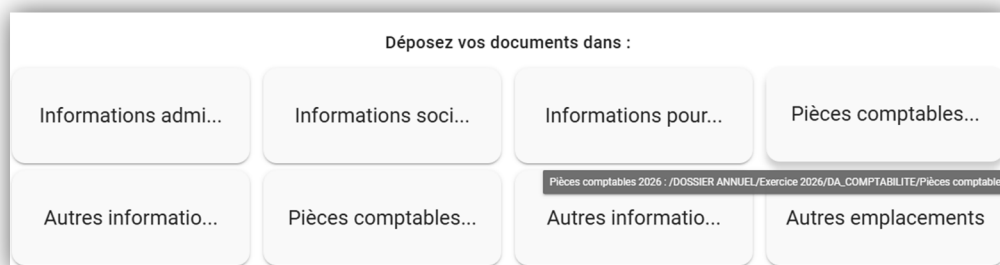 Déposez vos documents dans :
Informations admi...
Informations soci...
Informations pour...
Pièces comptables...
Pièces comptables 2026 : /DOSSIER ANNUEL/Exercice 2026/DA_COMPTABILITE/Pièces comptable
Autres informatio...
Pièces comptables...
Autres informatio...
Autres emplacements